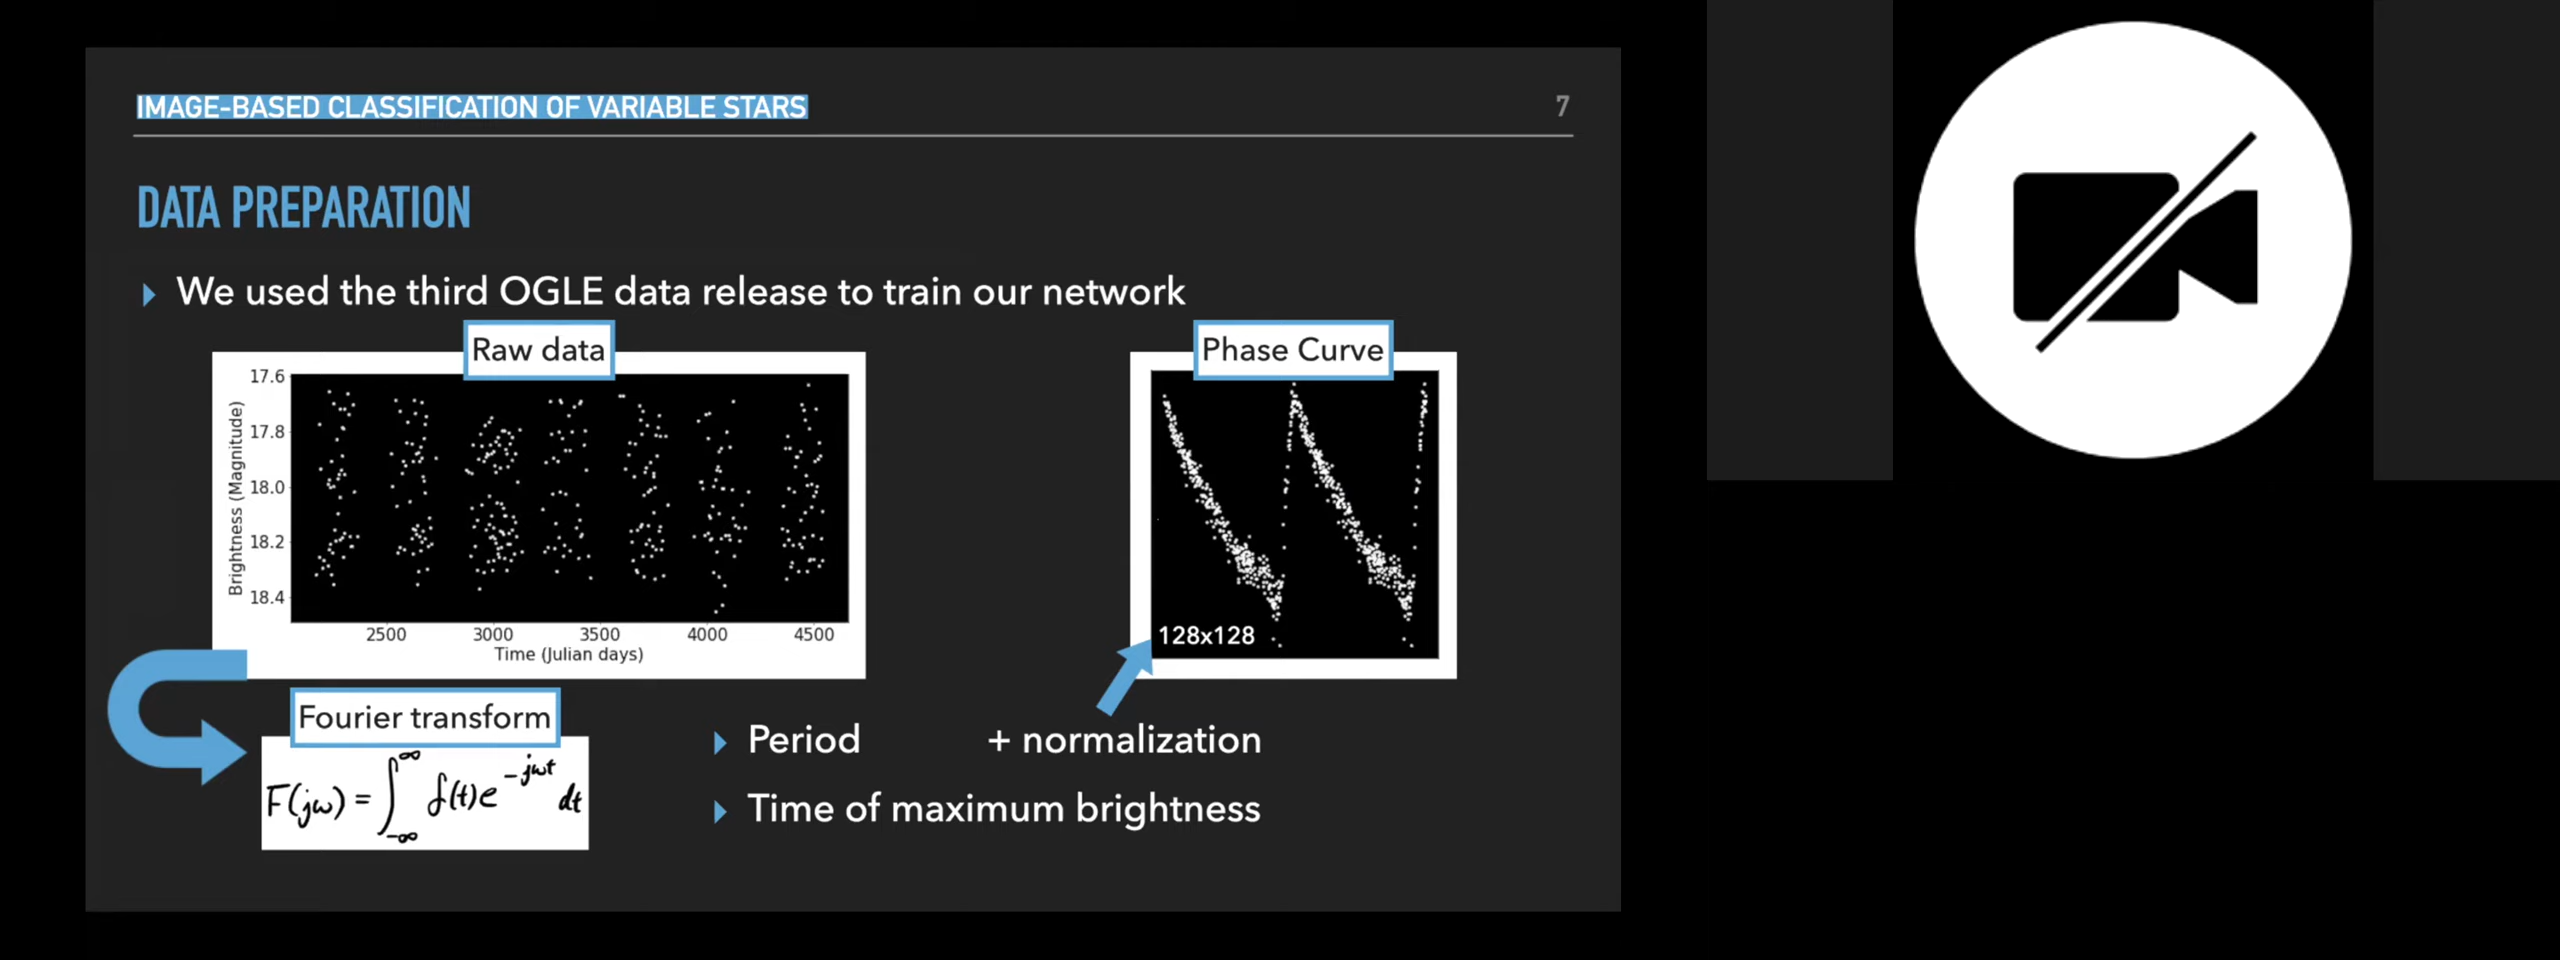 IMAGE-BASED CLASSIFICATION OF VARIABLE STARS
7
DATA PREPARATION
We used the third OGLE data release to train our network
Raw data
17.6
17.8
18.0
18.2
18.4
Brightness (Magnitude)
2500 3000 3500 4000 4500
Time (Julian days)
Phase Curve
128x128
Fourier transform
F(jω) = ∫_{-∞}^{∞} f(t)e^{-jωt} dt
Period + normalization
Time of maximum brightness